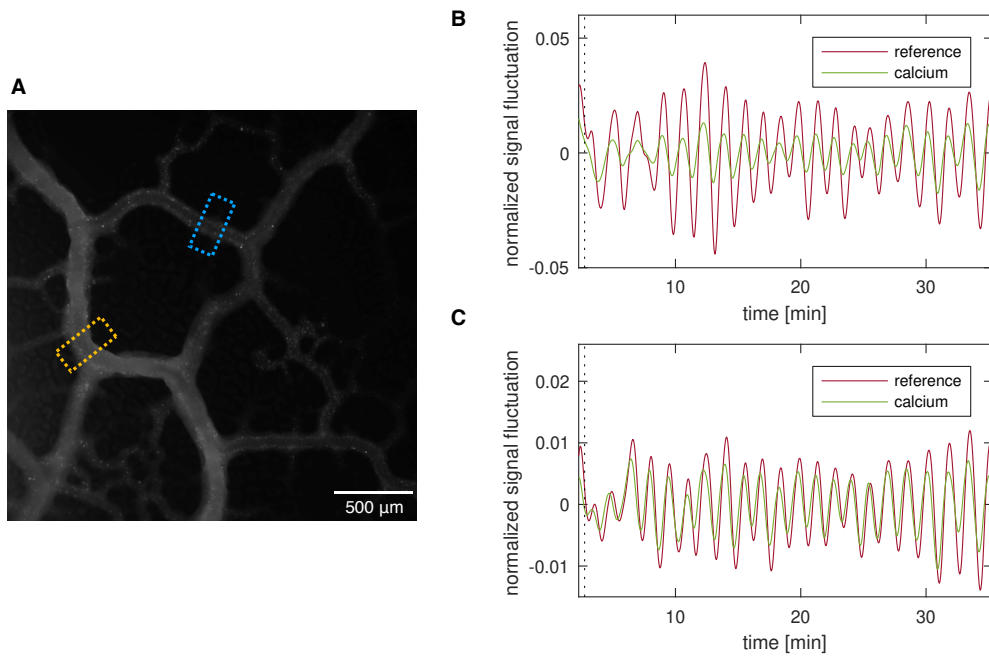 A
500 µm
B
normalized signal fluctuation
0.05
0
-0.05
reference
calcium
10
20
30
time [min]
C
normalized signal fluctuation
0.02
0.01
0
-0.01
reference
calcium
10
20
30
time [min]